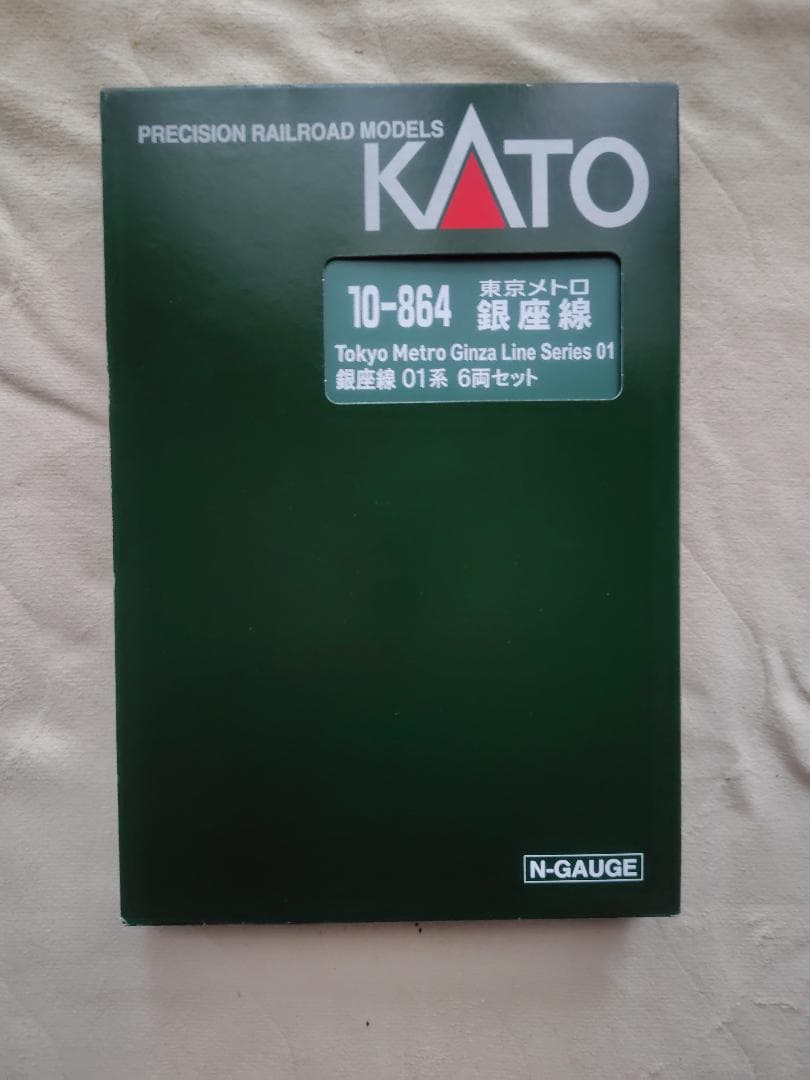 PRECISION RAILROAD MODELS
KATO
10-864
東京メトロ
銀座線
Tokyo Metro Ginza Line Series 01
銀座線 01系 6両セット
N-GAUGE